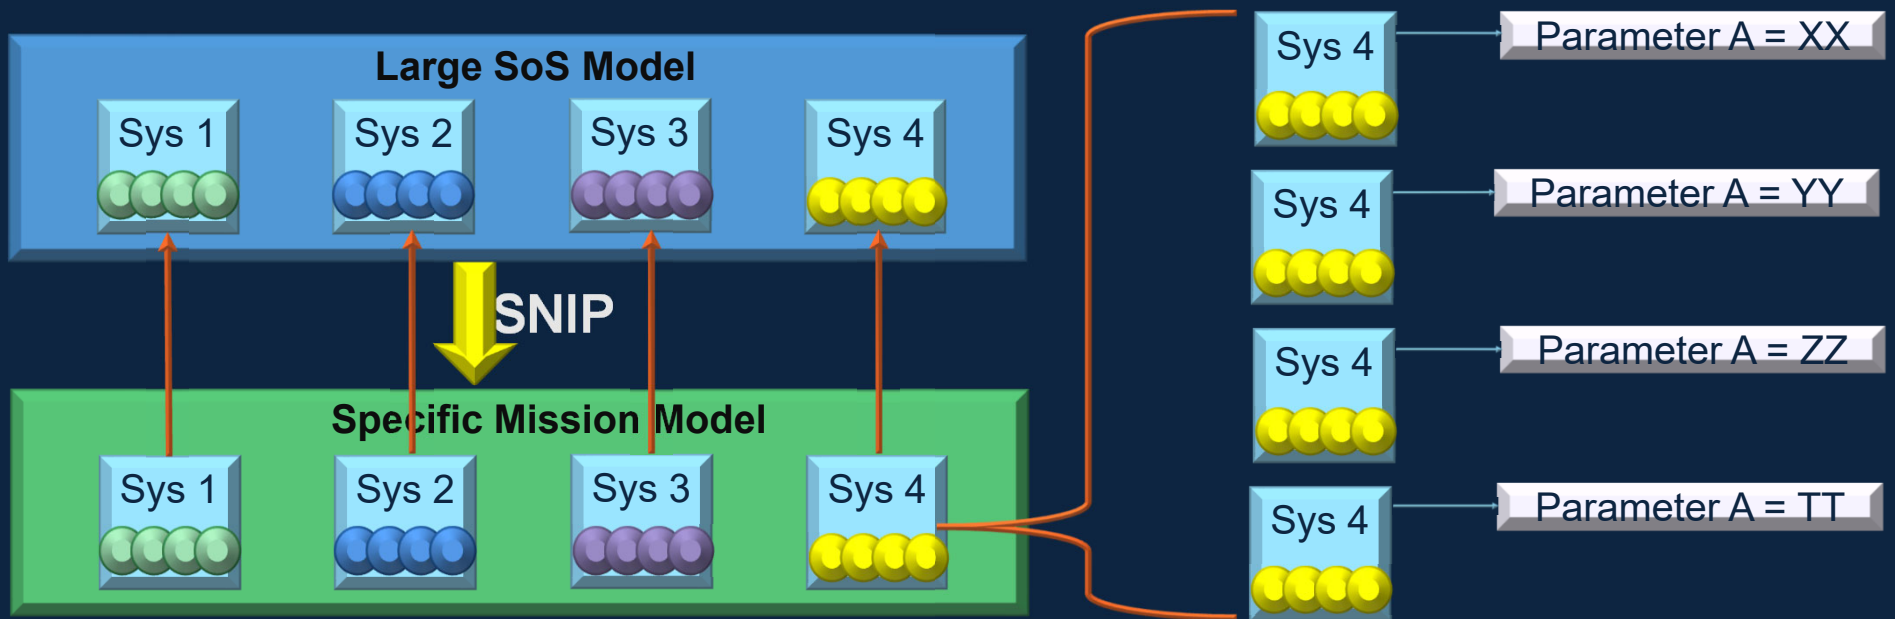 Large SoS Model
Sys 1
Sys 2
Sys 3
Sys 4
SNIP
Specific Mission Model
Sys 1
Sys 2
Sys 3
Sys 4
Sys 4
Parameter A = XX
Sys 4
Parameter A = YY
Sys 4
Parameter A = ZZ
Sys 4
Parameter A = TT